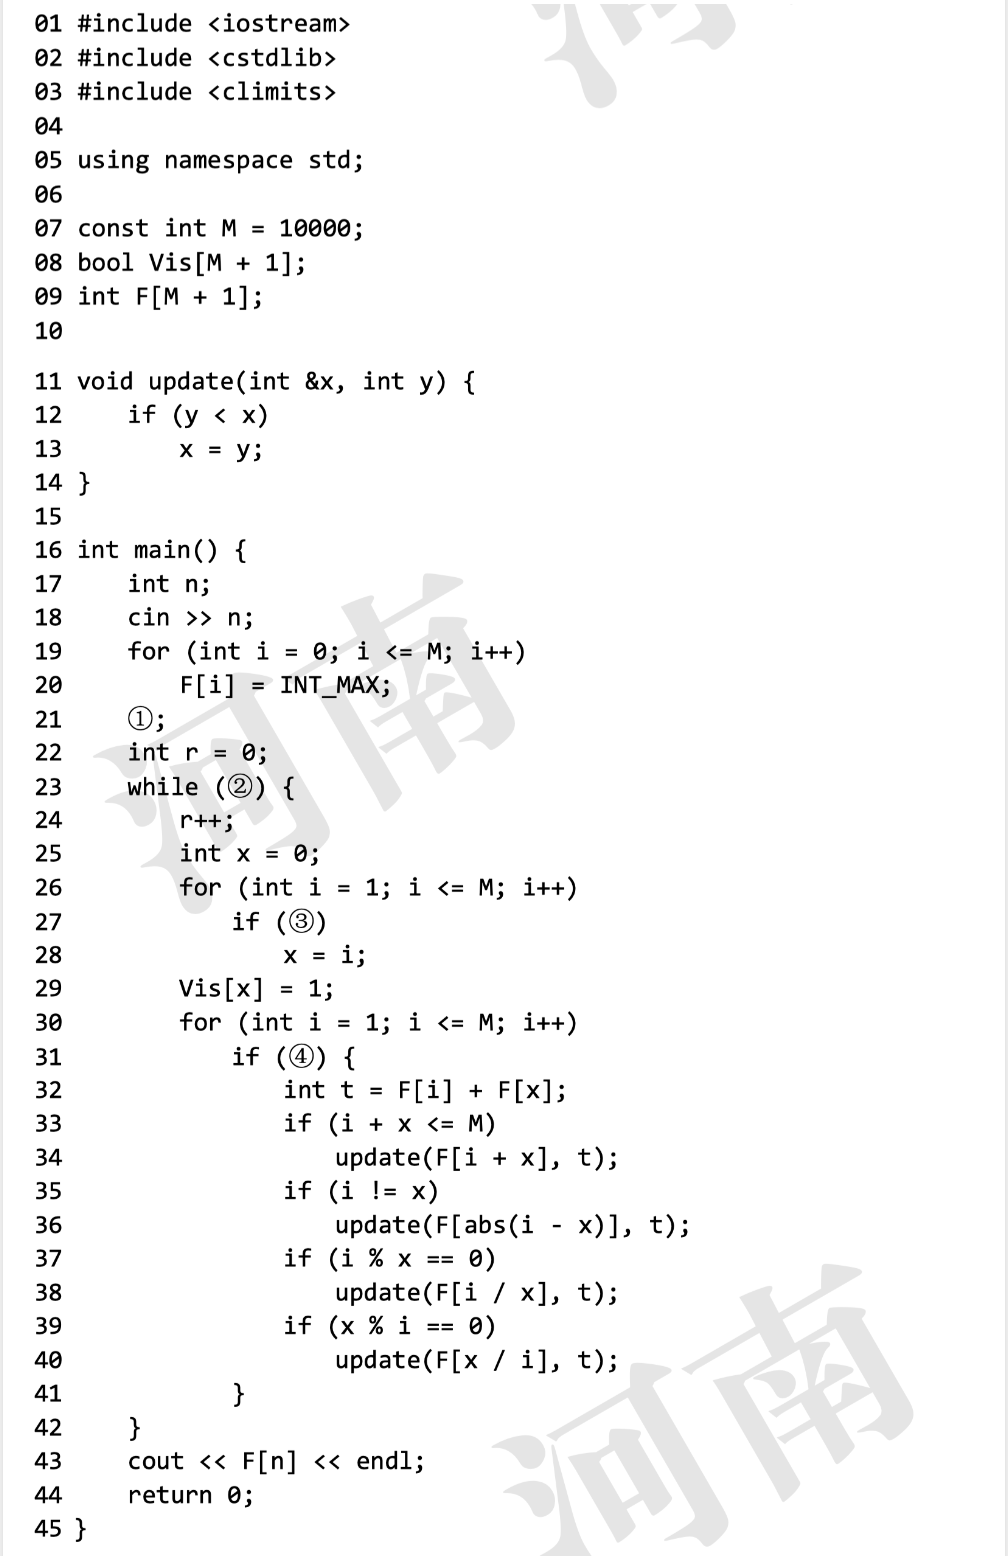 01 #include <iostream>
02 #include <cstdlib>
03 #include <climits>
04
05 using namespace std;
06
07 const int M = 10000;
08 bool Vis[M + 1];
09 int F[M + 1];
10
11 void update(int &x, int y) {
12     if (y < x)
13         x = y;
14 }
15
16 int main() {
17     int n;
18     cin >> n;
19     for (int i = 0; i <= M; i++)
20         F[i] = INT_MAX;
21     ①;
22     int r = 0;
23     while (②) {
24         r++;
25         int x = 0;
26         for (int i = 1; i <= M; i++)
27             if (③)
28                 x = i;
29         Vis[x] = 1;
30         for (int i = 1; i <= M; i++)
31             if (④) {
32                 int t = F[i] + F[x];
33                 if (i + x <= M)
34                     update(F[i + x], t);
35                 if (i != x)
36                     update(F[abs(i - x)], t);
37                 if (i % x == 0)
38                     update(F[i / x], t);
39                 if (x % i == 0)
40                     update(F[x / i], t);
41             }
42     }
43     cout << F[n] << endl;
44     return 0;
45 }
河南
河南